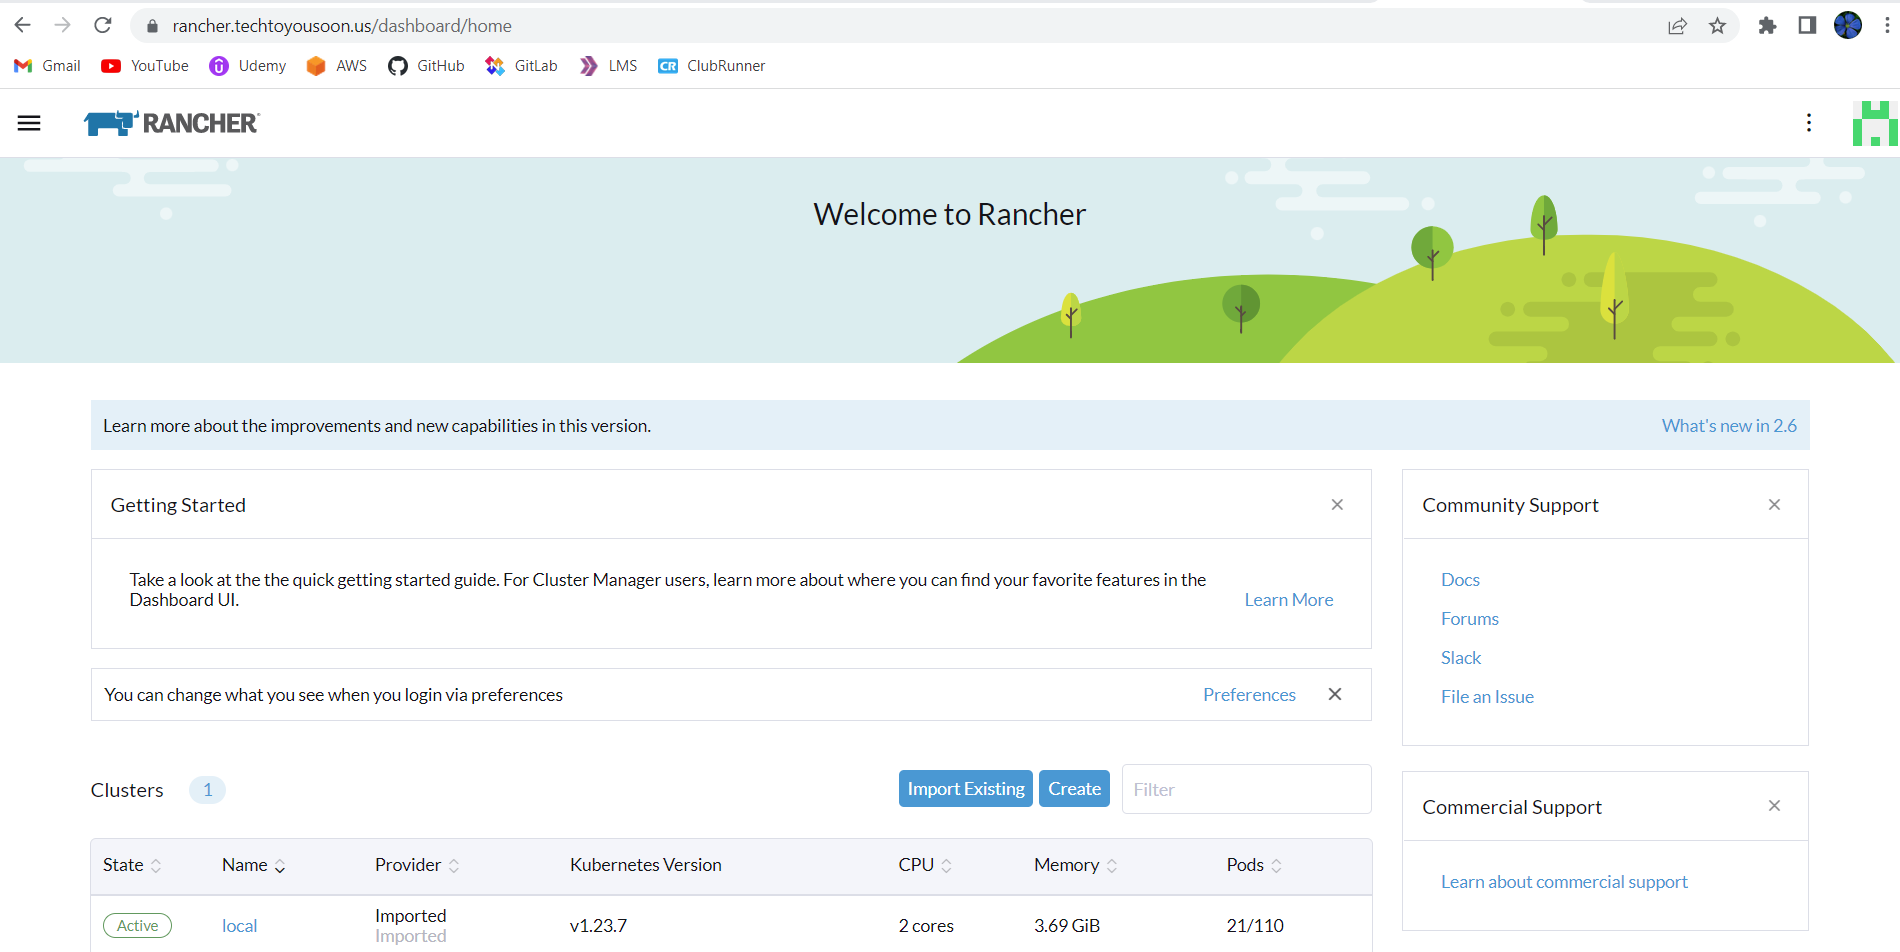 rancher.techtoyousoon.us/dashboard/home
Gmail YouTube Udemy AWS GitHub GitLab LMS CR ClubRunner
RANCHER
Welcome to Rancher
Learn more about the improvements and new capabilities in this version. What's new in 2.6
Getting Started
Take a look at the the quick getting started guide. For Cluster Manager users, learn more about where you can find your favorite features in the
Dashboard UI.
Learn More
You can change what you see when you login via preferences Preferences
Community Support
Docs
Forums
Slack
File an Issue
Clusters 1 Import Existing Create Filter
State Name Provider Kubernetes Version CPU Memory Pods
Active local Imported v1.23.7 2 cores 3.69 GiB 21/110
Imported
Commercial Support
Learn about commercial support